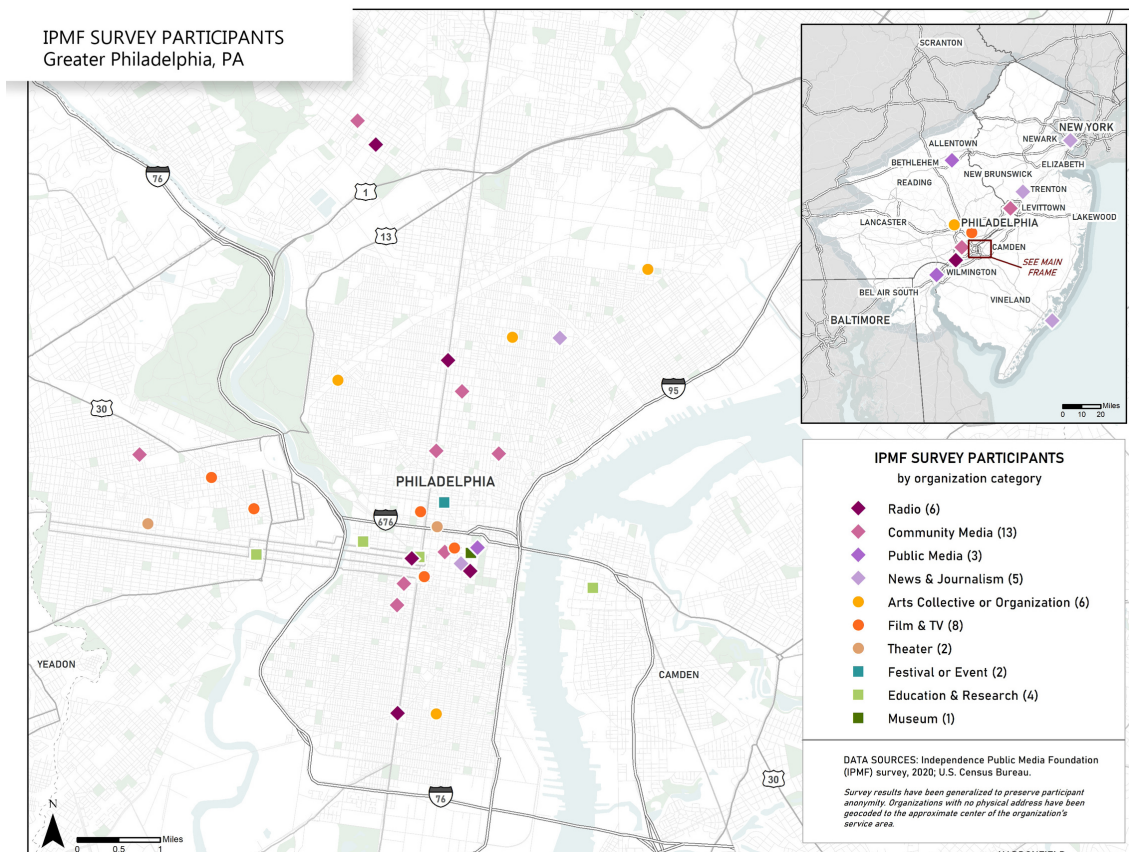 IPMF SURVEY PARTICIPANTS
Greater Philadelphia, PA
76
1
13
30
95
PHILADELPHIA
676
YEADON
CAMDEN
30
76
N
Miles
0 0.5 1
SCRANTON
NEW YORK
NEWARK
ALLENTOWN
BETHLEHEM
ELIZABETH
NEW BRUNSWICK
READING
TRENTON
LEVITTOWN
LAKEWOOD
LANCASTER
PHILADELPHIA
CAMDEN
SEE MAIN
FRAME
WILMINGTON
BEL AIR SOUTH
VINELAND
BALTIMORE
Miles
0 10 20
IPMF SURVEY PARTICIPANTS
by organization category
Radio (6)
Community Media (13)
Public Media (3)
News & Journalism (5)
Arts Collective or Organization (6)
Film & TV (8)
Theater (2)
Festival or Event (2)
Education & Research (4)
Museum (1)
DATA SOURCES: Independence Public Media Foundation
(IPMF) survey, 2020; U.S. Census Bureau.
Survey results have been generalized to preserve participant
anonymity. Organizations with no physical address have been
geocoded to the approximate center of the organization's
service area.